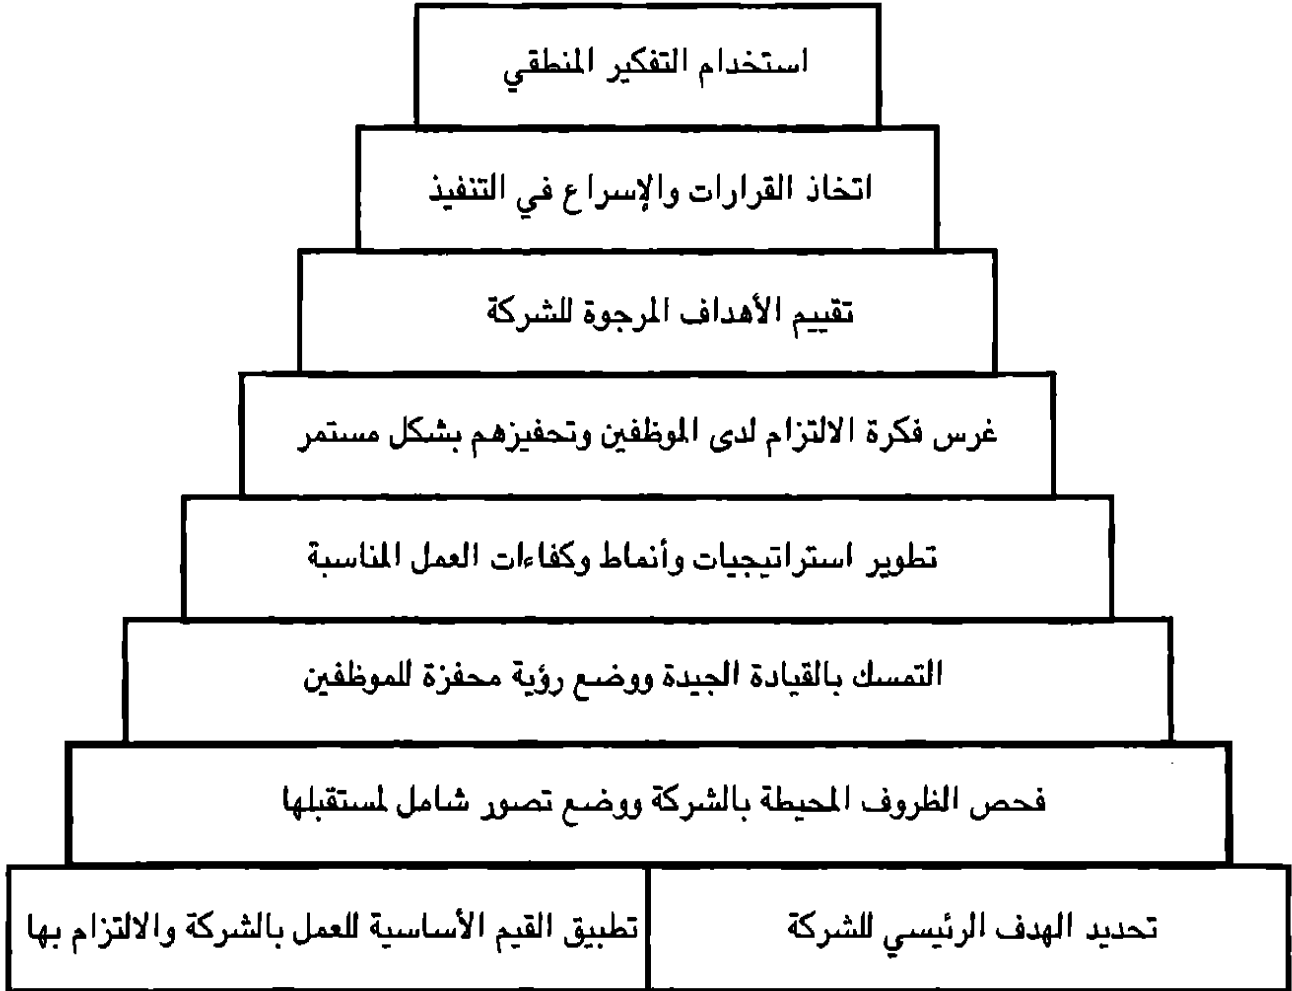 استخدام التفكير المنطقي
اتخاذ القرارات والإسراع في التنفيذ
تقييم الأهداف المرجوة للشركة
غرس فكرة الالتزام لدى الموظفين وتحفيزهم بشكل مستمر
تطوير استراتيجيات وأنماط وكفاءات العمل المناسبة
التمسك بالقيادة الجيدة ووضع رؤية محفزة للموظفين
فحص الظروف المحيطة بالشركة ووضع تصور شامل لمستقبلها
تحديد الهدف الرئيسي للشركة
تطبيق القيم الأساسية للعمل بالشركة والالتزام بها